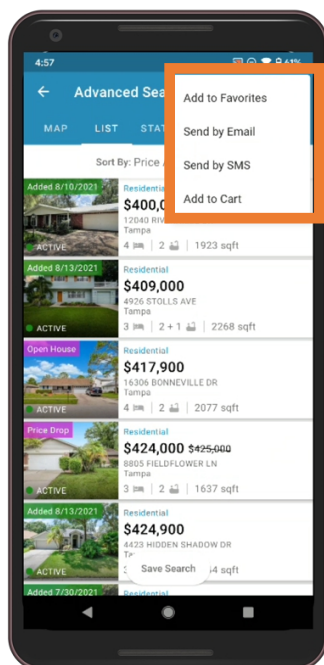 4:57
61%
Advanced Sea
MAP LIST STAT
Sort By: Price
Add to Favorites
Send by Email
Send by SMS
Add to Cart
Added 8/10/2021
Residential
$400,0
12040 RIV
Tampa
4 | 2 | 1923 sqft
ACTIVE
Added 8/13/2021
Residential
$409,000
4926 STOLLS AVE
Tampa
3 | 2 + 1 | 2268 sqft
ACTIVE
Open House
Residential
$417,900
16306 BONNEVILLE DR
Tampa
4 | 2 | 2077 sqft
ACTIVE
Price Drop
Residential
$424,000 $425,000
8805 FIELDFLOWER LN
Tampa
3 | 2 | 1637 sqft
ACTIVE
Added 8/13/2021
Residential
$424,900
4423 HIDDEN SHADOW DR
ACTIVE
Save Search
54 sqft
Added 7/30/2021
Residential